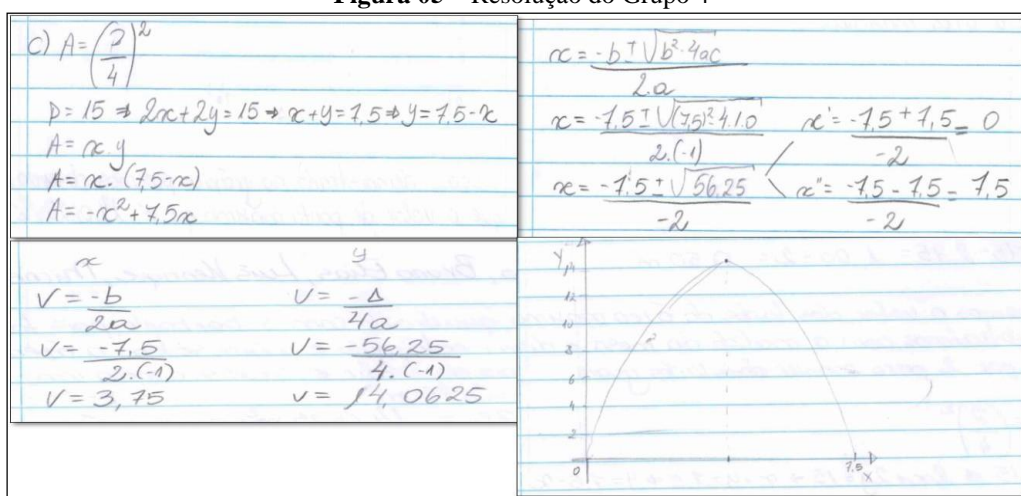 Figura 03 – Resolução do Grupo 4
C) A = (2/4)²
P = 15 ⇒ 2x + 2y = 15 ⇒ x + y = 7,5 ⇒ y = 7,5 - x
A = x.y
A = x. (7,5 - x)
A = -x² + 7,5x
x = -b ± √b² - 4ac / 2.a
x = -7,5 ± √(7,5)² 4.1.0 / 2.(-1)
x' = -7,5 + 7,5 / -2 = 0
x = -7,5 ± √56,25 / -2
x'' = -7,5 - 7,5 / -2 = 7,5
x
V = -b / 2a
V = -7,5 / 2.(-1)
V = 3,75
y
V = -Δ / 4a
V = -56,25 / 4.(-1)
V = 14,0625
y
14
12
10
8
6
4
2
0
7,5
x